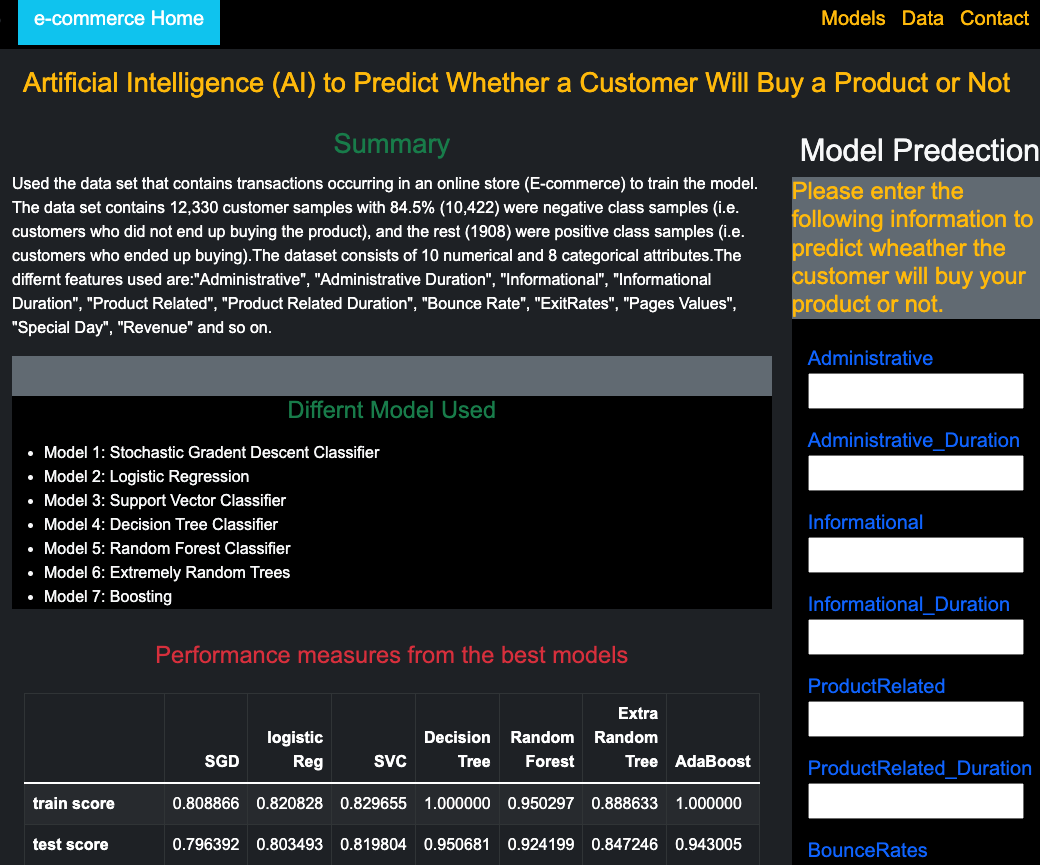 e-commerce Home
Models Data Contact
Artificial Intelligence (AI) to Predict Whether a Customer Will Buy a Product or Not
Summary
Used the data set that contains transactions occurring in an online store (E-commerce) to train the model.
The data set contains 12,330 customer samples with 84.5% (10,422) were negative class samples (i.e.
customers who did not end up buying the product), and the rest (1908) were positive class samples (i.e.
customers who ended up buying).The dataset consists of 10 numerical and 8 categorical attributes.The
differnt features used are:"Administrative", "Administrative Duration", "Informational", "Informational
Duration", "Product Related", "Product Related Duration", "Bounce Rate", "ExitRates", "Pages Values",
"Special Day", "Revenue" and so on.
Differnt Model Used
Model 1: Stochastic Gradent Descent Classifier
Model 2: Logistic Regression
Model 3: Support Vector Classifier
Model 4: Decision Tree Classifier
Model 5: Random Forest Classifier
Model 6: Extremely Random Trees
Model 7: Boosting
Performance measures from the best models
SGD logistic Reg SVC Decision Tree Random Forest Extra Random Tree AdaBoost
train score 0.808866 0.820828 0.829655 1.000000 0.950297 0.888633 1.000000
test score 0.796392 0.803493 0.819804 0.950681 0.924199 0.847246 0.943005
Model Predection
Please enter the
following information to
predict wheather the
customer will buy your
product or not.
Administrative
Administrative_Duration
Informational
Informational_Duration
ProductRelated
ProductRelated_Duration
BounceRates